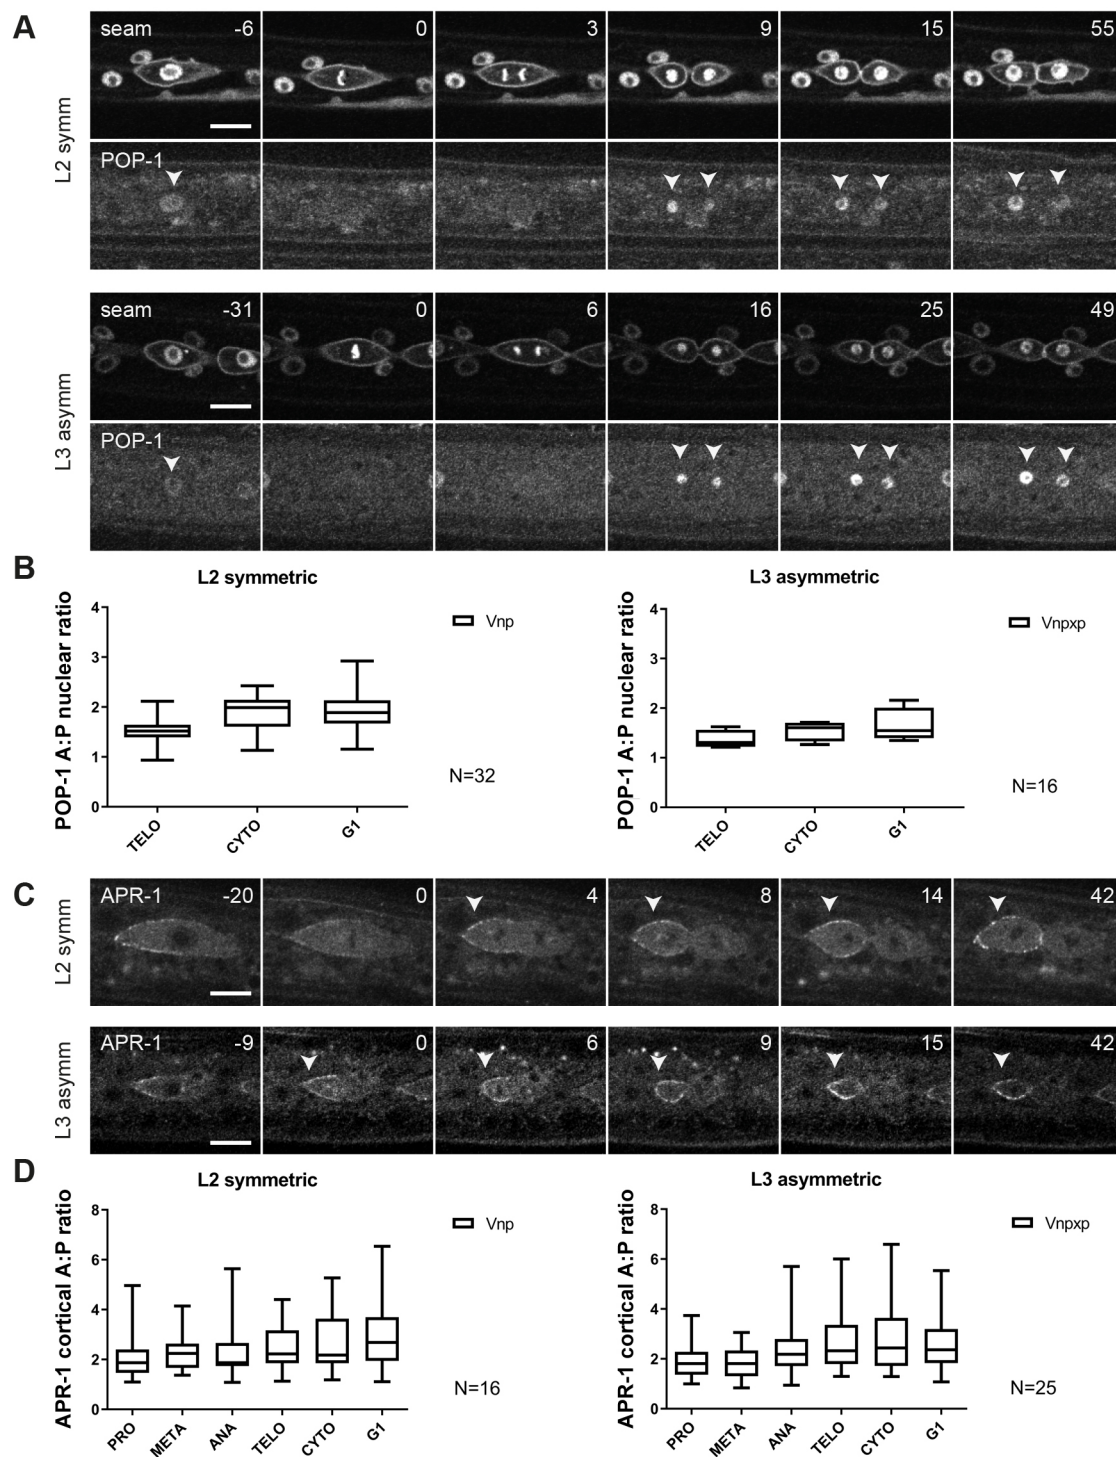 A
seam -6 0 3 9 15 55
L2 symm
POP-1
seam -31 0 6 16 25 49
L3 asymm
POP-1
B
L2 symmetric
POP-1 A:P nuclear ratio
4
3
2
1
0
TELO CYTO G1
Vnp
N=32
L3 asymmetric
POP-1 A:P nuclear ratio
4
3
2
1
0
TELO CYTO G1
Vnpxp
N=16
C
APR-1 -20 0 4 8 14 42
L2 symm
APR-1 -9 0 6 9 15 42
L3 asymm
D
L2 symmetric
APR-1 cortical A:P ratio
8
6
4
2
0
PRO META ANA TELO CYTO G1
Vnp
N=16
L3 asymmetric
APR-1 cortical A:P ratio
8
6
4
2
0
PRO META ANA TELO CYTO G1
Vnpxp
N=25